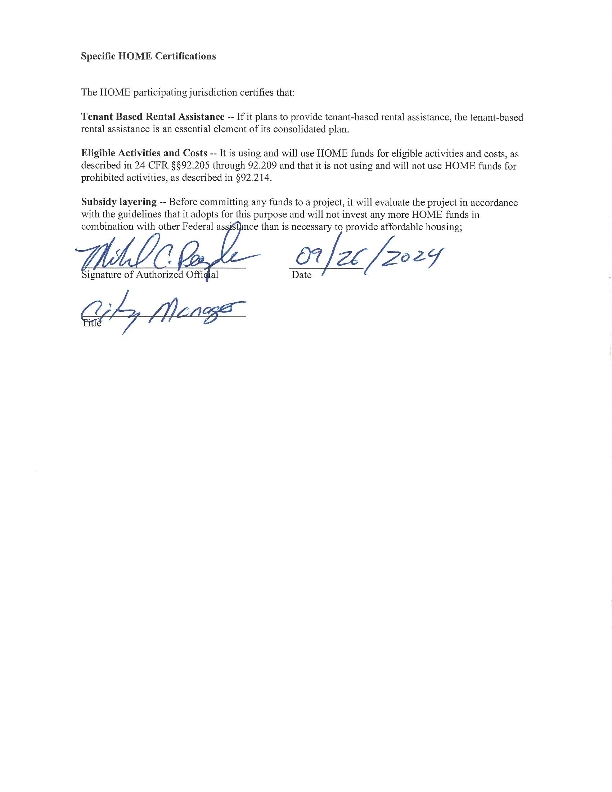 Specific HOME Certifications
The HOME participating jurisdiction certifies that:
Tenant Based Rental Assistance -- If it plans to provide tenant-based rental assistance, the tenant-based
rental assistance is an essential element of its consolidated plan.
Eligible Activities and Costs -- It is using and will use HOME funds for eligible activities and costs, as
described in 24 CFR §§92.205 through 92.209 and that it is not using and will not use HOME funds for
prohibited activities, as described in §92.214.
Subsidy layering -- Before committing any funds to a project, it will evaluate the project in accordance
with the guidelines that it adopts for this purpose and will not invest any more HOME funds in
combination with other Federal assistance than is necessary to provide affordable housing;
C. 09/26/2024
Signature of Authorized Official Date
City Manager
Title